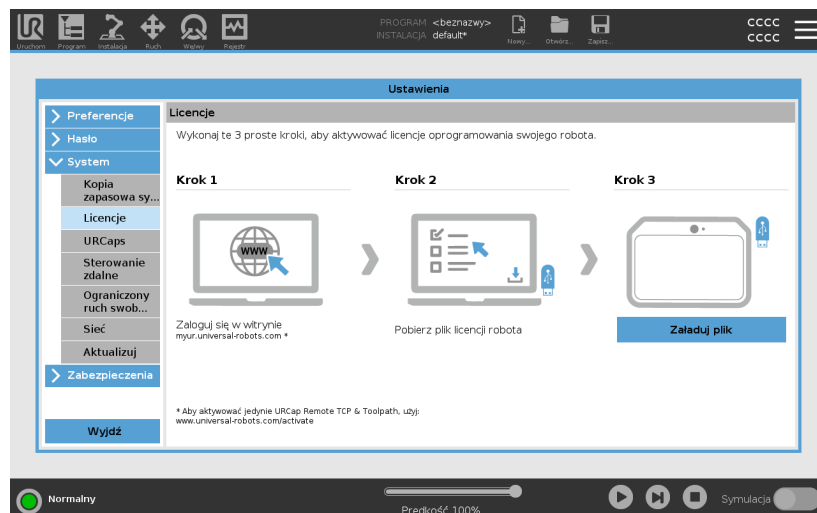 UR
PROGRAM <beznazwy>
INSTALACJA default*
cccc
cccc
Uruchom Program Instalacja Ruch Wejwy Rejestr Nowy... Otwórz... Zapisz...
Ustawienia
Preferencje
Hasło
System
Kopia
zapasowa sy...
Licencje
URCaps
Sterowanie
zdalne
Ograniczony
ruch swob...
Sieć
Aktualizuj
Zabezpieczenia
Wyjdź
Licencje
Wykonaj te 3 proste kroki, aby aktywować licencje oprogramowania swojego robota.
Krok 1
WWW
Zaloguj się w witrynie
myur.universal-robots.com *
Krok 2
Pobierz plik licencji robota
Krok 3
Załaduj plik
* Aby aktywować jedynie URCap Remote TCP & Toolpath, użyj:
www.universal-robots.com/activate
Normalny
Prędkość 100%
Symulacja